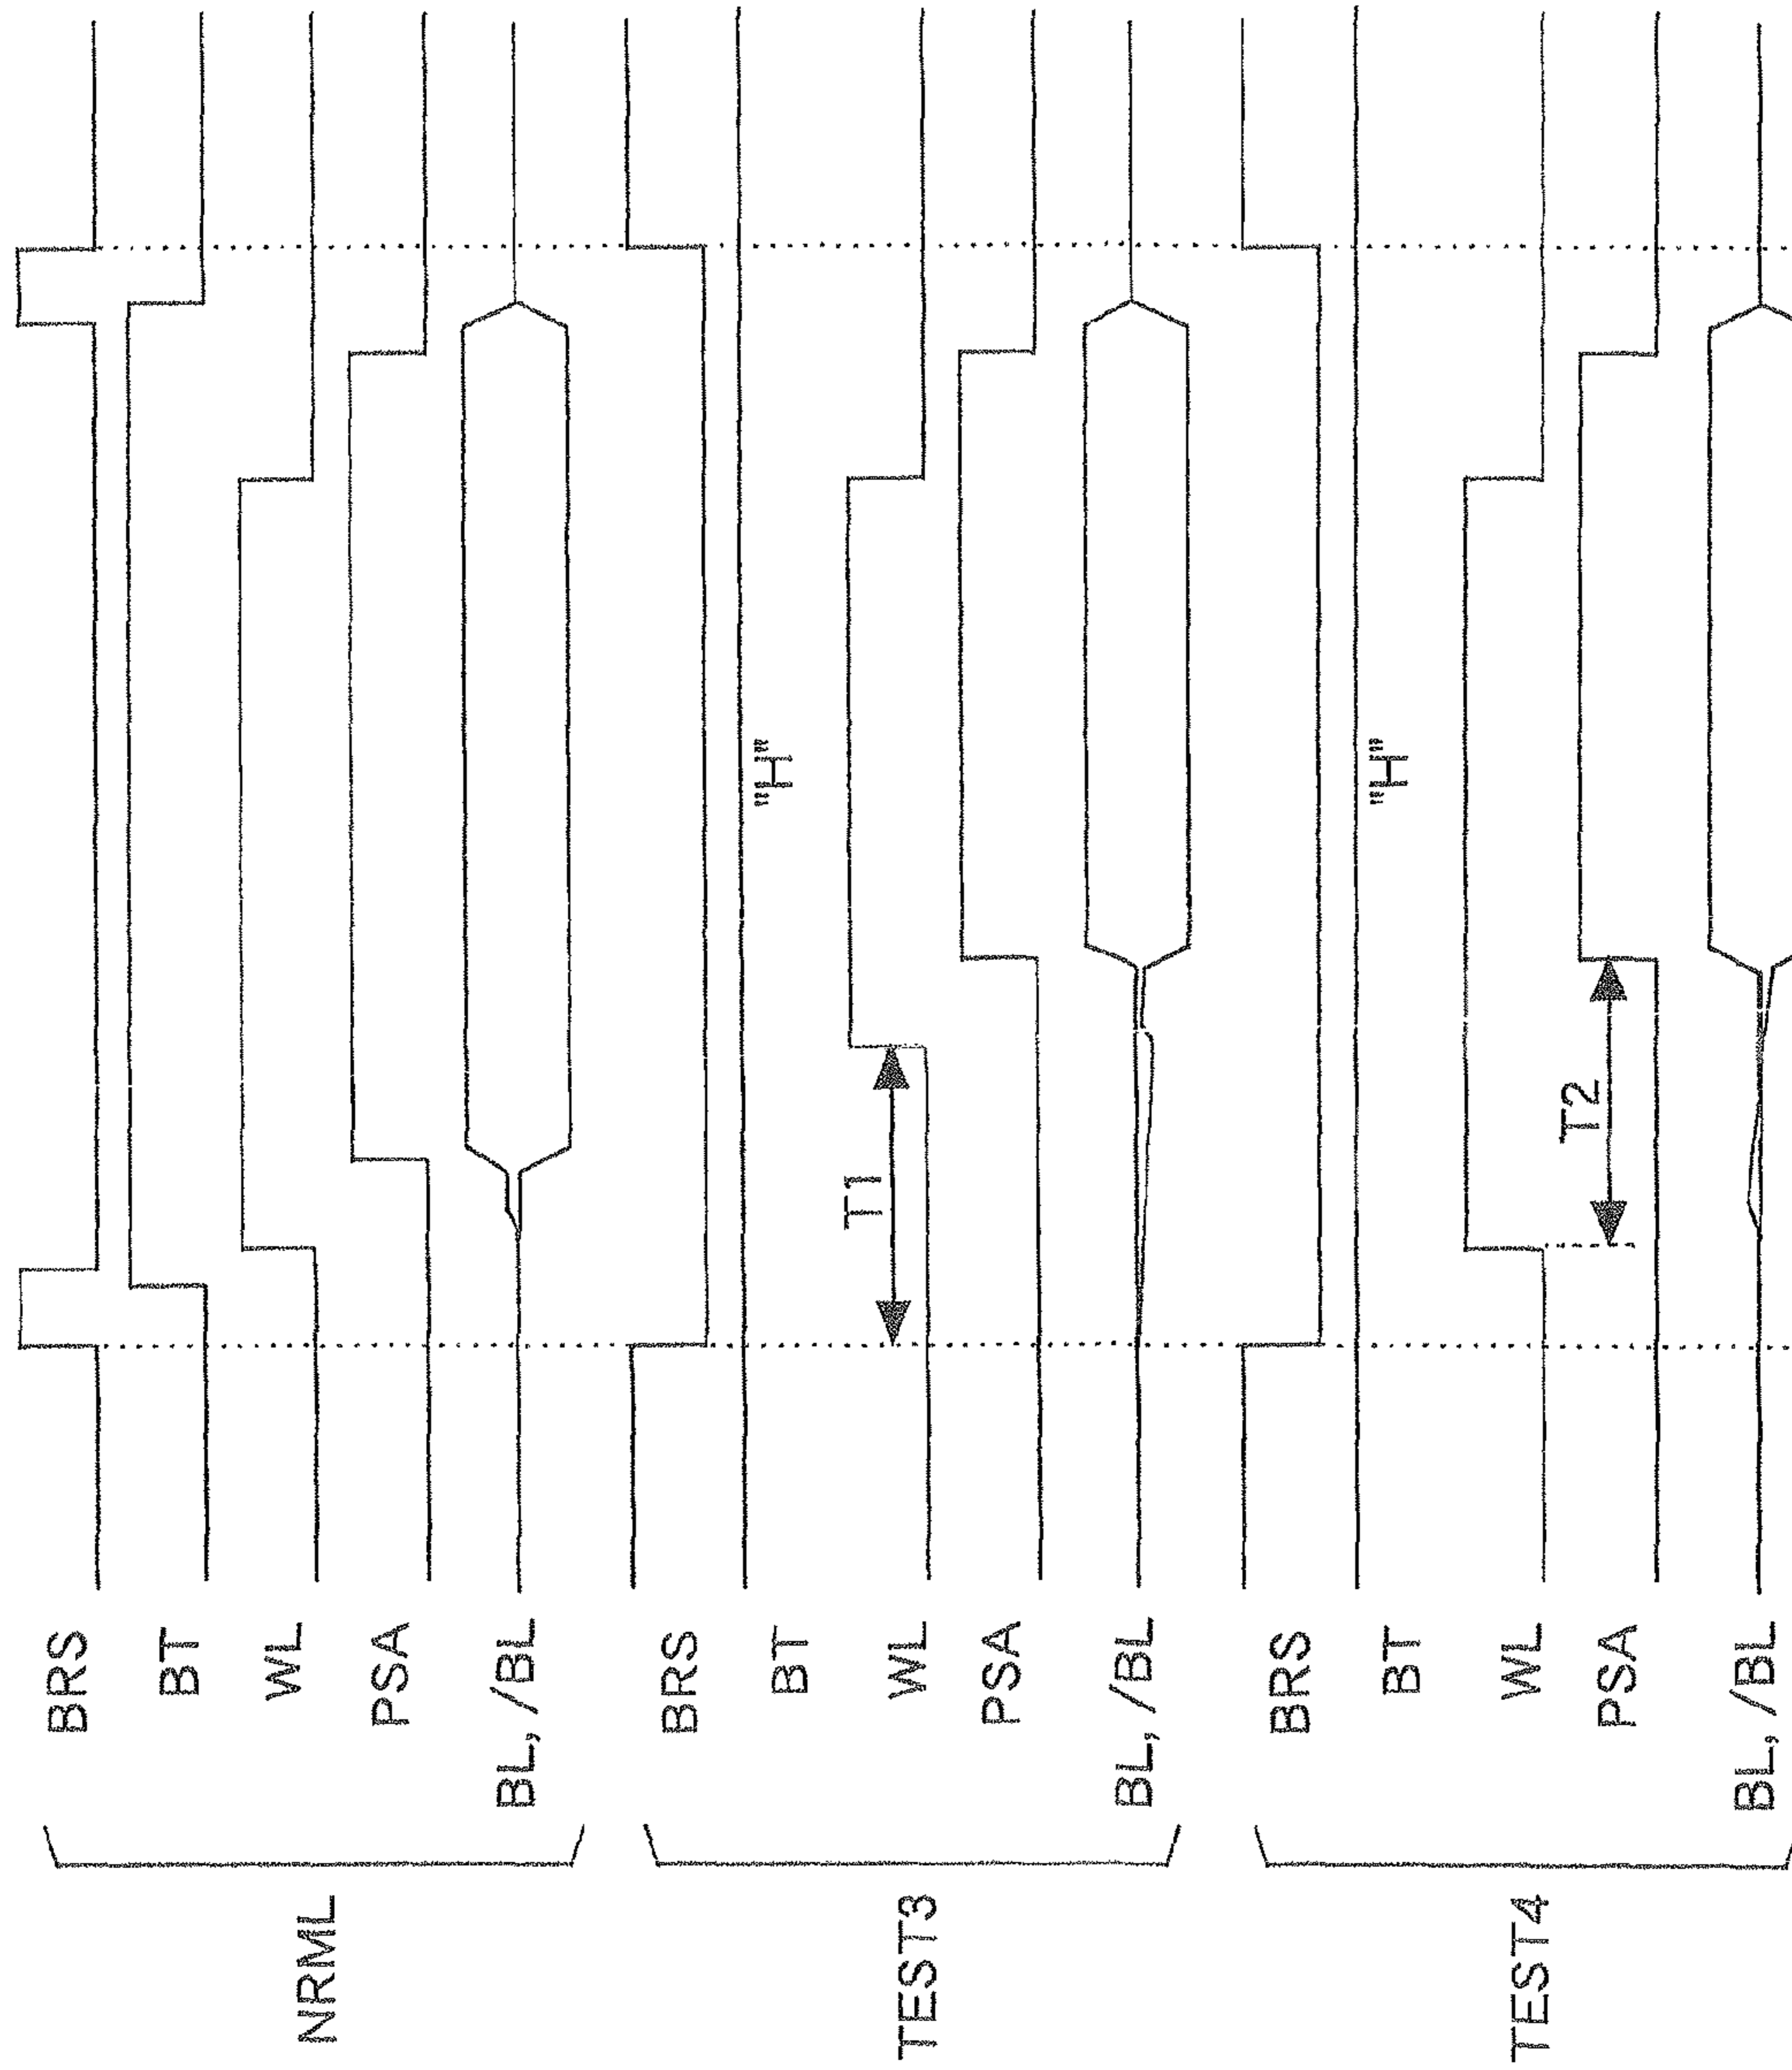 NRML
BRS
BT
WL
PSA
BL, /BL
TEST3
BRS
BT
"H"
WL
T1
PSA
BL, /BL
TEST4
BRS
BT
"H"
WL
PSA
T2
BL, /BL